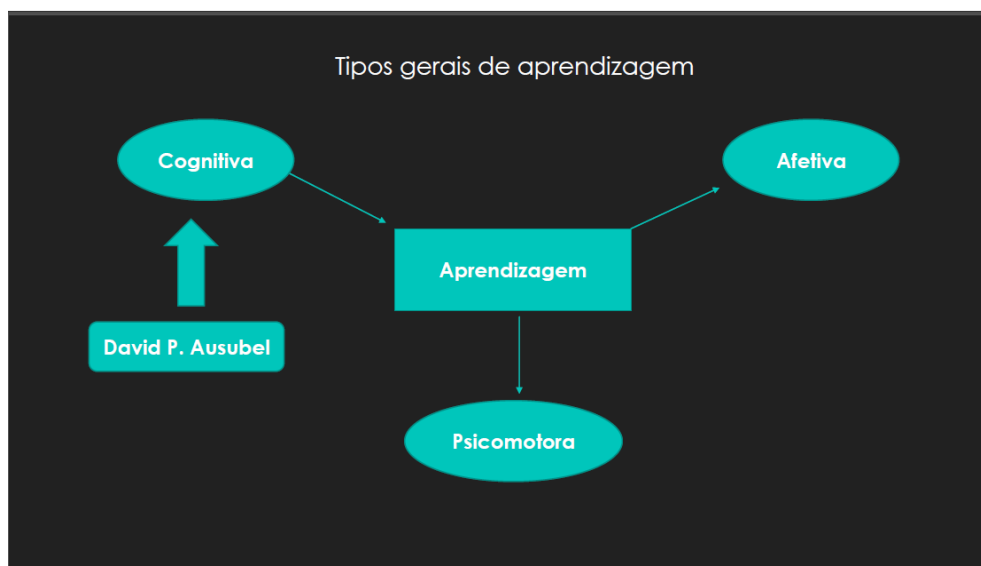 Tipos gerais de aprendizagem
Cognitiva
Afetiva
Aprendizagem
David P. Ausubel
Psicomotora